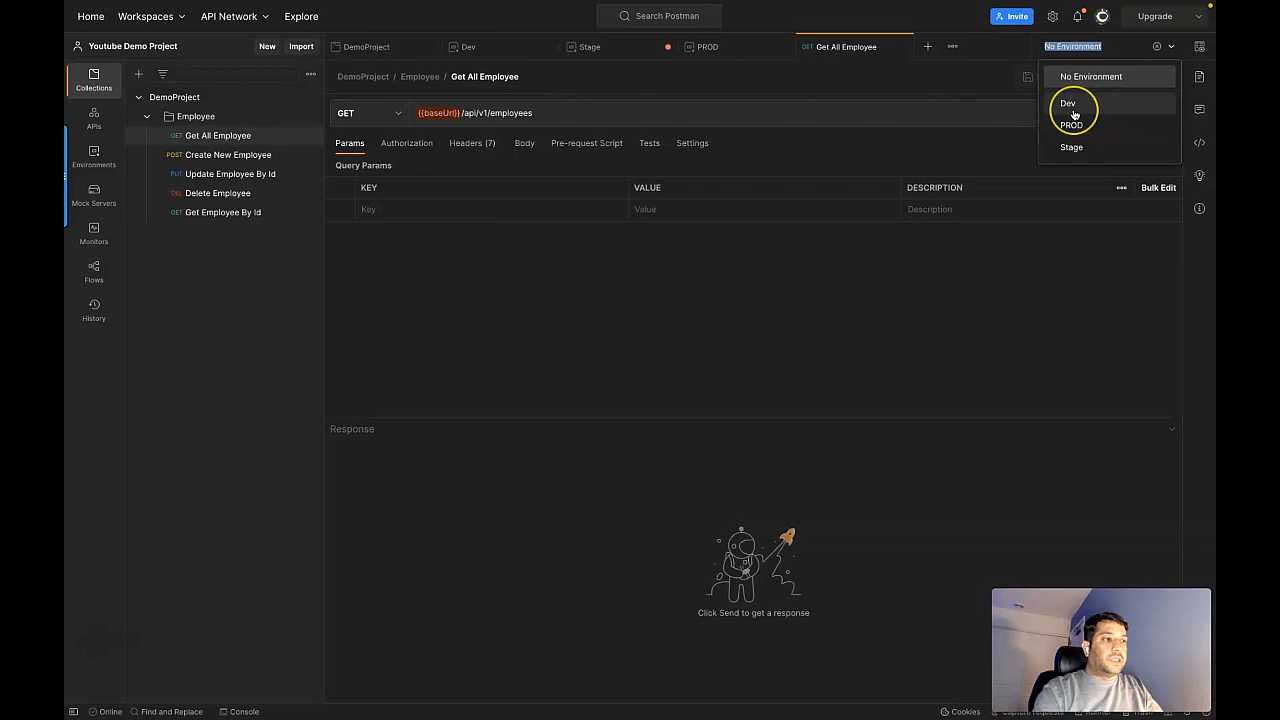 Home
Workspaces
API Network
Explore
Search Postman
Invite
Upgrade
Youtube Demo Project
New
Import
DemoProject
Dev
Stage
PROD
GET Get All Employee
No Environment
Collections
APIs
Environments
Mock Servers
Monitors
Flows
History
DemoProject
Employee
GET Get All Employee
POST Create New Employee
PUT Update Employee By Id
DEL Delete Employee
GET Get Employee By Id
DemoProject / Employee / Get All Employee
GET
{{baseUrl}}/api/v1/employees
Params
Authorization
Headers (7)
Body
Pre-request Script
Tests
Settings
Query Params
KEY
VALUE
DESCRIPTION
Bulk Edit
Key
Value
Description
No Environment
Dev
PROD
Stage
Response
Click Send to get a response
Online
Find and Replace
Console
Cookies